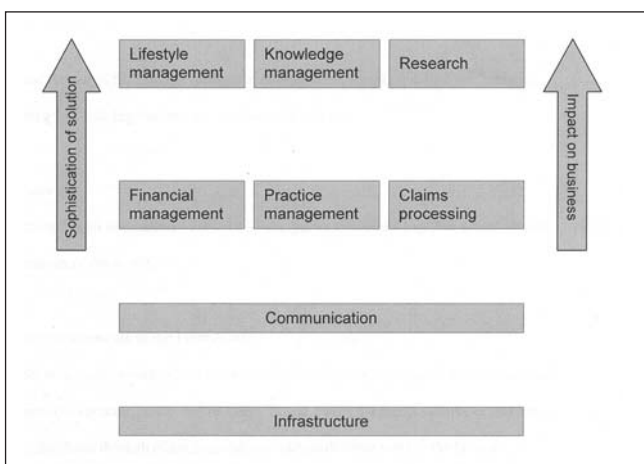 Lifestyle
management
Knowledge
management
Research
Sophistication of solution
Impact on business
Financial
management
Practice
management
Claims
processing
Communication
Infrastructure